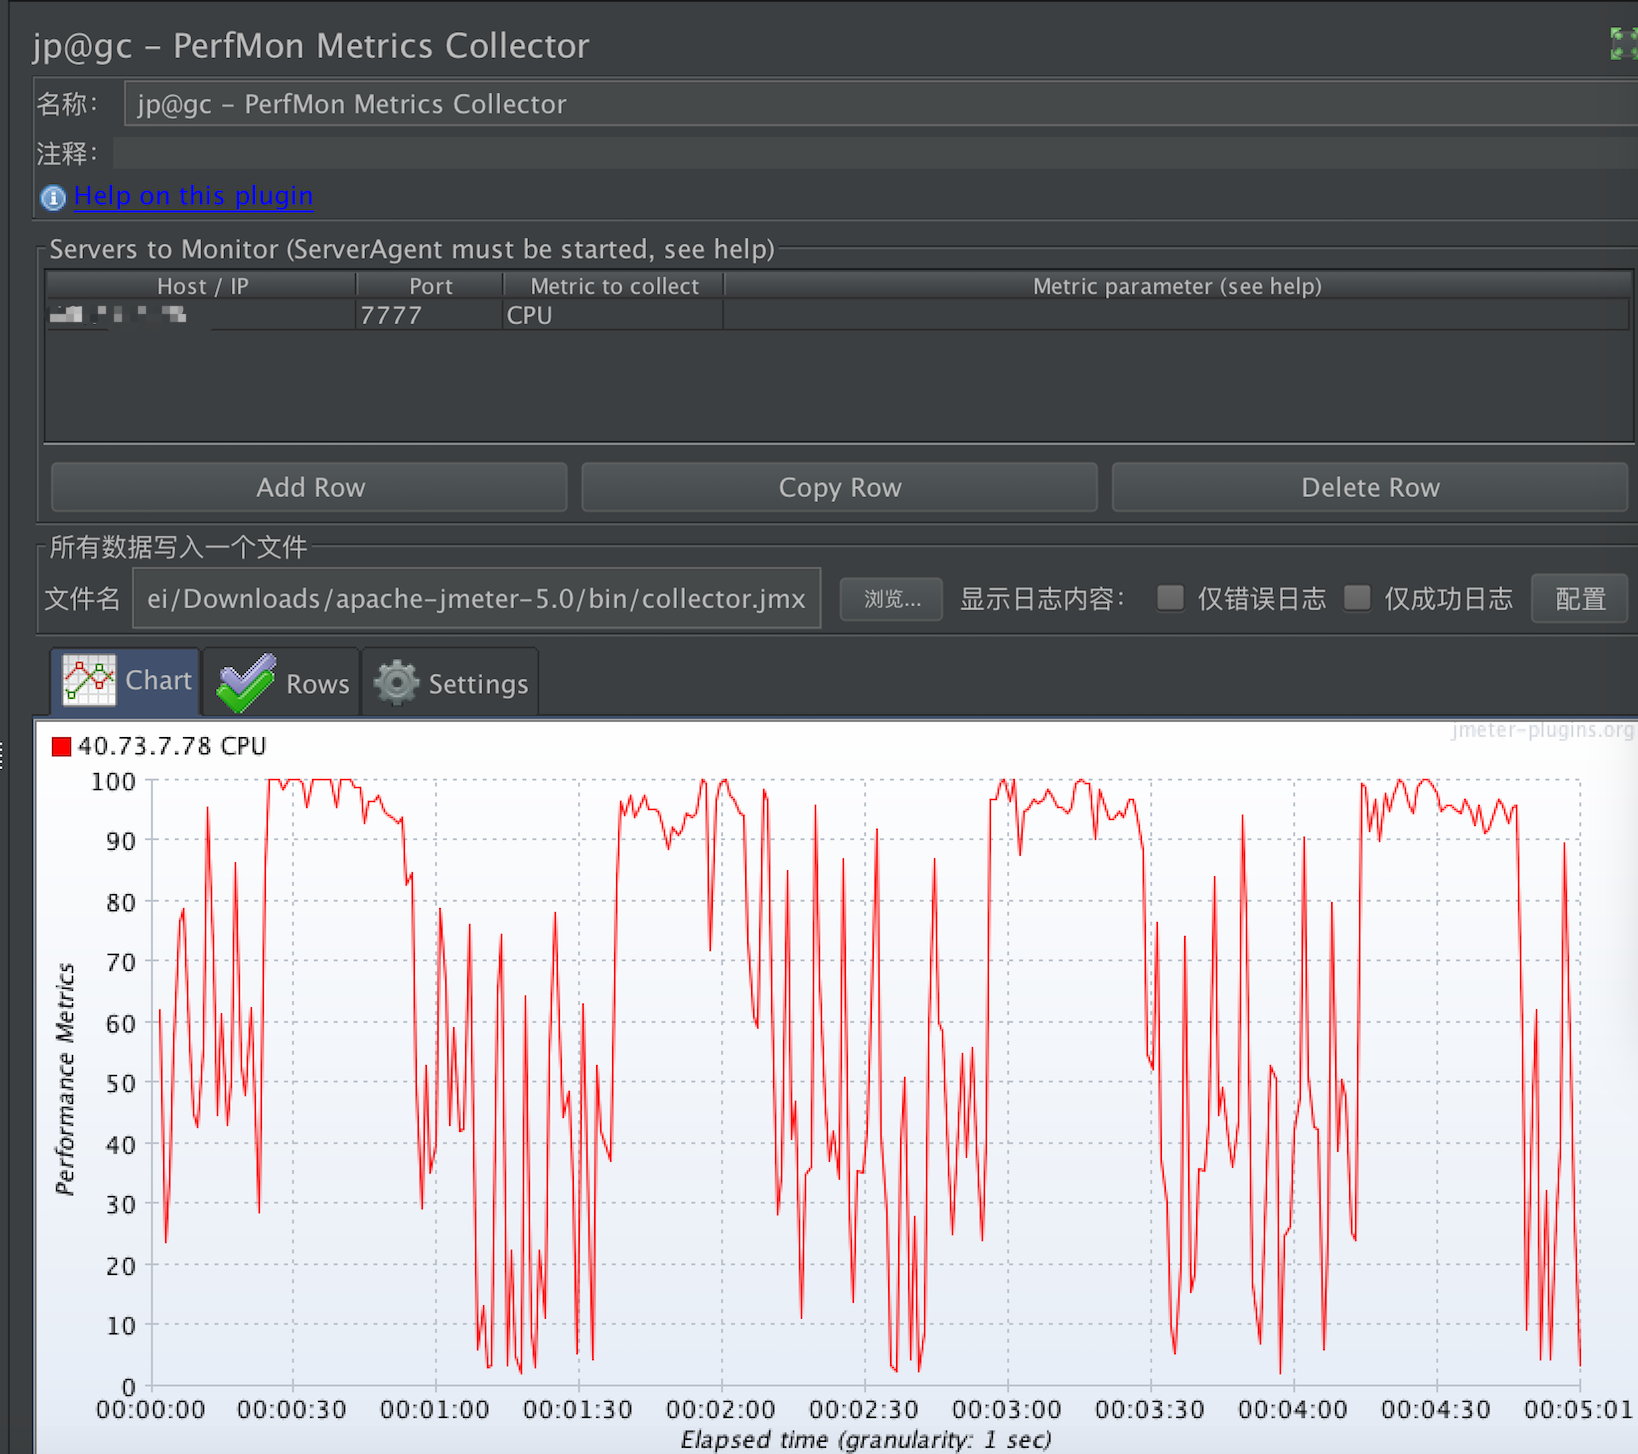 jp@gc – PerfMon Metrics Collector
名称： jp@gc – PerfMon Metrics Collector
注释：
Help on this plugin
Servers to Monitor (ServerAgent must be started, see help)
Host / IP Port Metric to collect Metric parameter (see help)
7777 CPU
Add Row Copy Row Delete Row
所有数据写入一个文件
文件名 ei/Downloads/apache-jmeter-5.0/bin/collector.jmx 浏览... 显示日志内容： 仅错误日志 仅成功日志 配置
Chart Rows Settings
jmeter-plugins.org
40.73.7.78 CPU
100
90
80
70
60
50
40
30
20
10
0
Performance Metrics
00:00:00 00:00:30 00:01:00 00:01:30 00:02:00 00:02:30 00:03:00 00:03:30 00:04:00 00:04:30 00:05:01
Elapsed time (granularity: 1 sec)